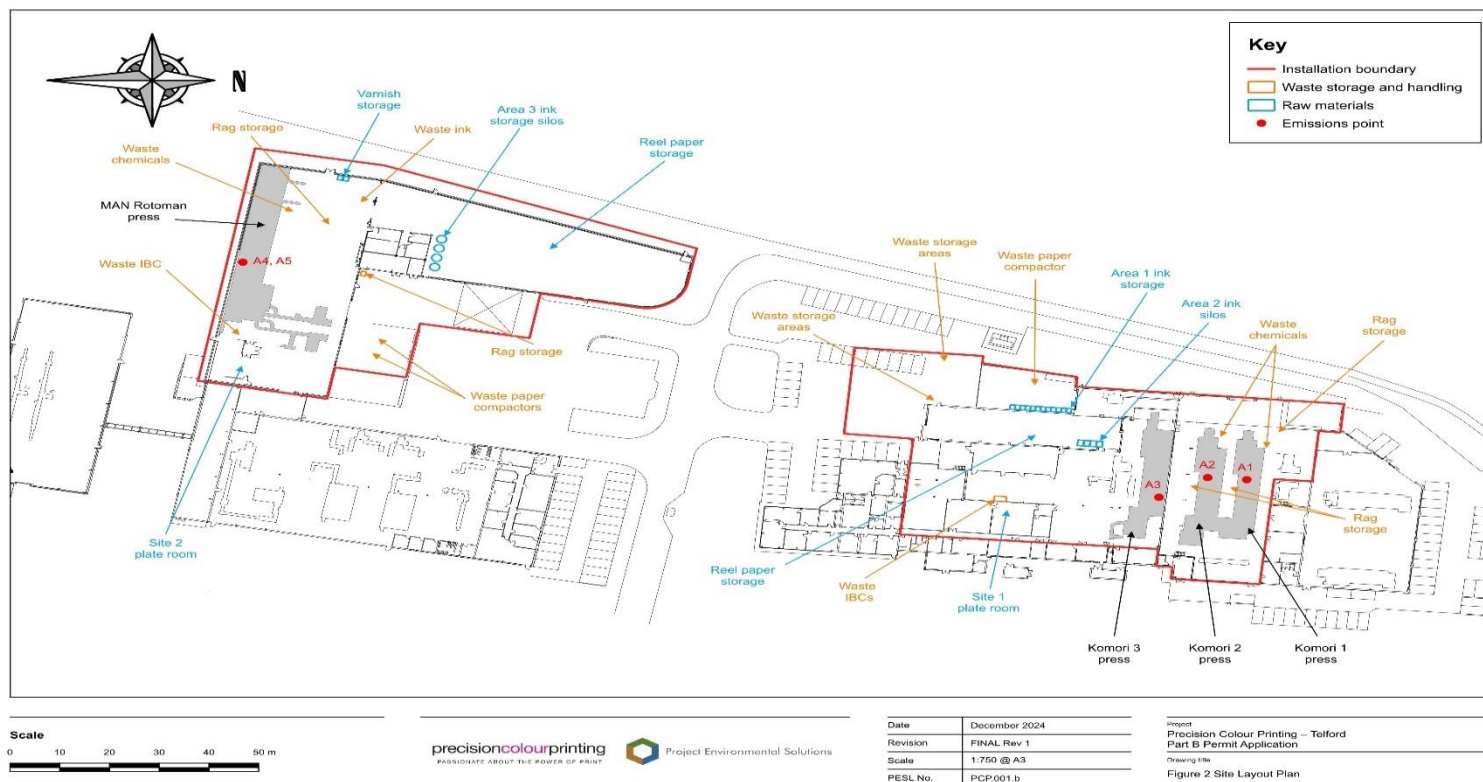 N
Key
Installation boundary
Waste storage and handling
Raw materials
Emissions point
Varnish
storage
Area 3 ink
storage silos
Rag storage
Waste ink
Reel paper
storage
Waste
chemicals
MAN Rotoman
press
A4, A5
Waste IBC
Rag storage
Waste paper
compactors
Site 2
plate room
Waste storage
areas
Waste paper
compactor
Area 1 ink
storage
Area 2 ink
silos
Waste storage
areas
Waste
chemicals
Rag
storage
A3
A2
A1
Rag
storage
Reel paper
storage
Waste
IBCs
Site 1
plate room
Komori 3
press
Komori 2
press
Komori 1
press
Scale
0 10 20 30 40 50 m
precisioncolourprinting
PASSIONATE ABOUT THE POWER OF PRINT
Project Environmental Solutions
Date December 2024
Revision FINAL Rev 1
Scale 1:750 @ A3
PESL No. PCP.001.b
Project
Precision Colour Printing – Telford
Part B Permit Application
Drawing title
Figure 2 Site Layout Plan